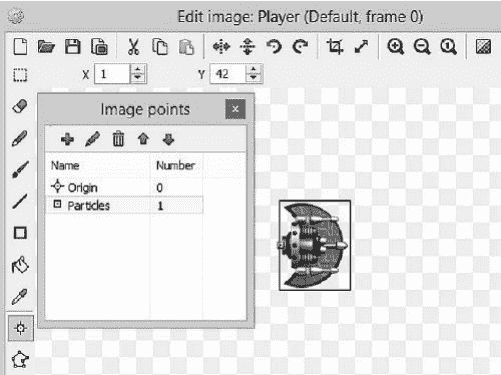 Edit image: Player (Default, frame 0)
X 1 Y 42
Image points
Name Number
Origin 0
Particles 1